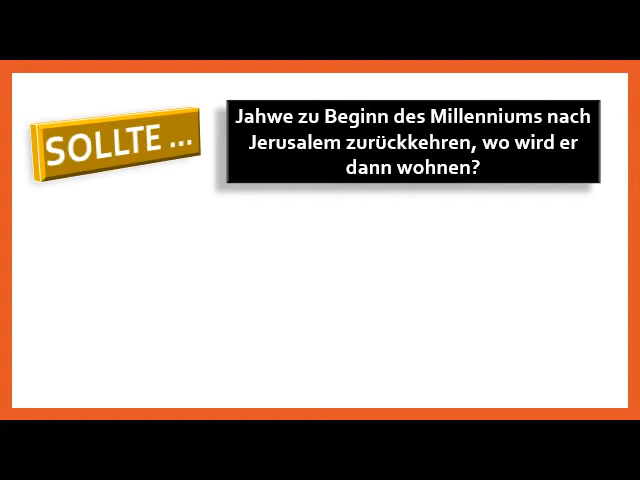 SOLLTE ...
Jahwe zu Beginn des Millenniums nach
Jerusalem zurückkehren, wo wird er
dann wohnen?